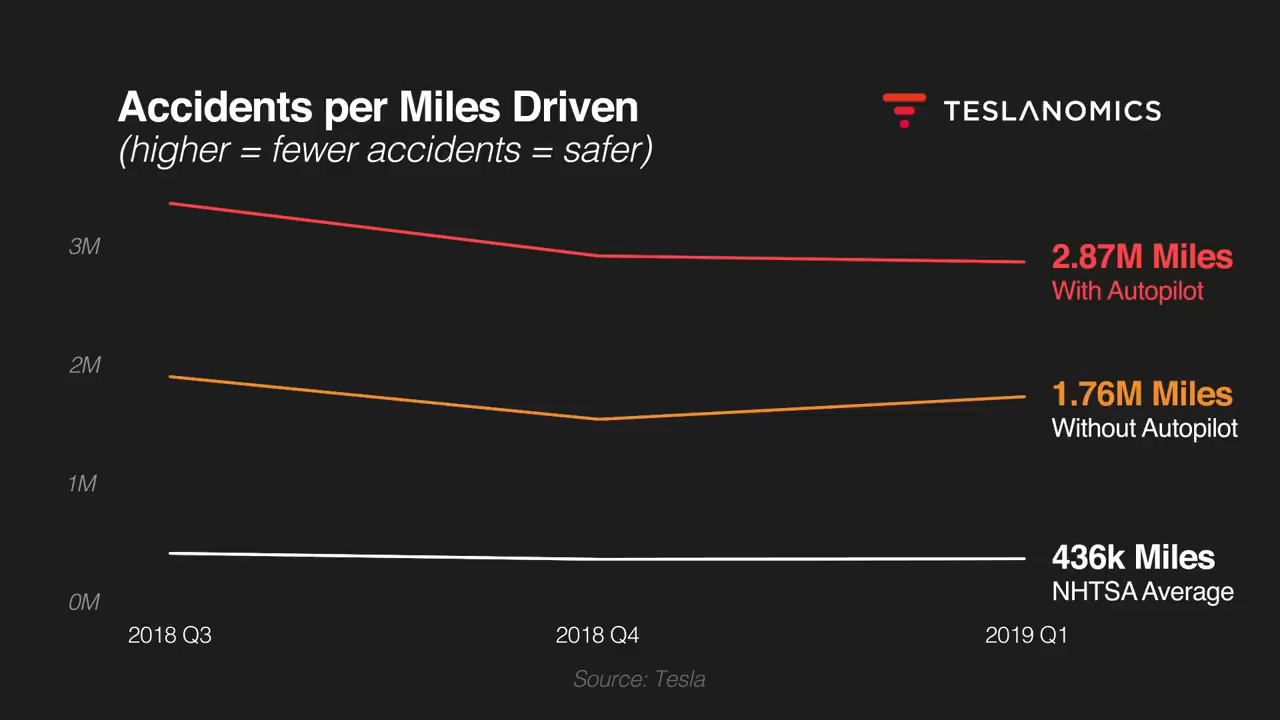 Accidents per Miles Driven
(higher = fewer accidents = safer)
TESLANOMICS
3M
2.87M Miles
With Autopilot
2M
1.76M Miles
Without Autopilot
1M
436k Miles
NHTSA Average
0M
2018 Q3
2018 Q4
2019 Q1
Source: Tesla